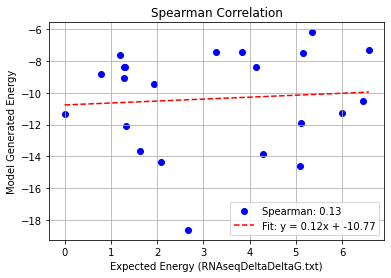 Spearman Correlation
Model Generated Energy
−6
−8
−10
−12
−14
−16
−18
0 1 2 3 4 5 6
Expected Energy (RNAseqDeltaDeltaG.txt)
Spearman: 0.13
Fit: y = 0.12x + -10.77